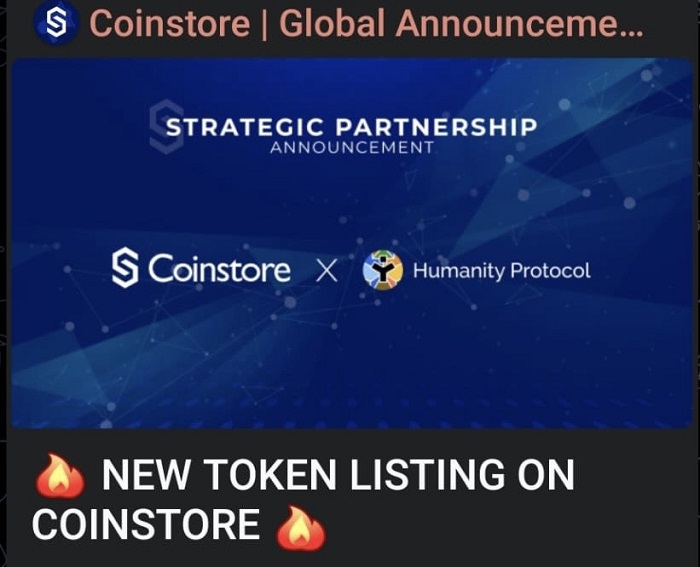 Coinstore | Global Announceme...
STRATEGIC PARTNERSHIP
ANNOUNCEMENT
Coinstore X Humanity Protocol
🔥 NEW TOKEN LISTING ON
COINSTORE 🔥